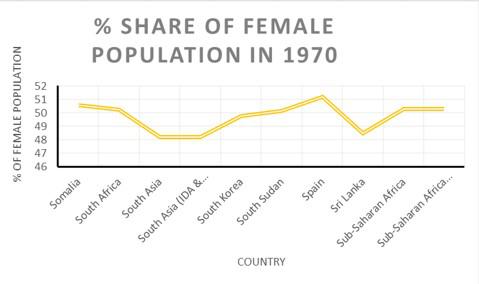 % SHARE OF FEMALE
POPULATION IN 1970
% OF FEMALE POPULATION
52
51
50
49
48
47
46
Somalia
South Africa
South Asia
South Asia (IDA &...
South Korea
South Sudan
Spain
Sri Lanka
Sub-Saharan Africa
Sub-Saharan Africa...
COUNTRY